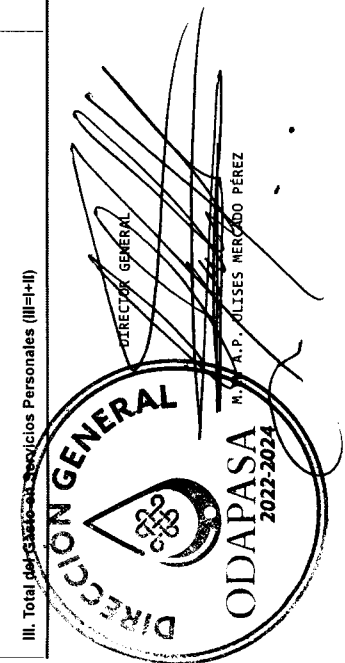 III. Total del Gasto en Servicios Personales (III=I+II)
DIRECTOR GENERAL
A.P. ULISES MERCADO PÉREZ
DIRECCIÓN GENERAL
ODAPASA
2022-2024